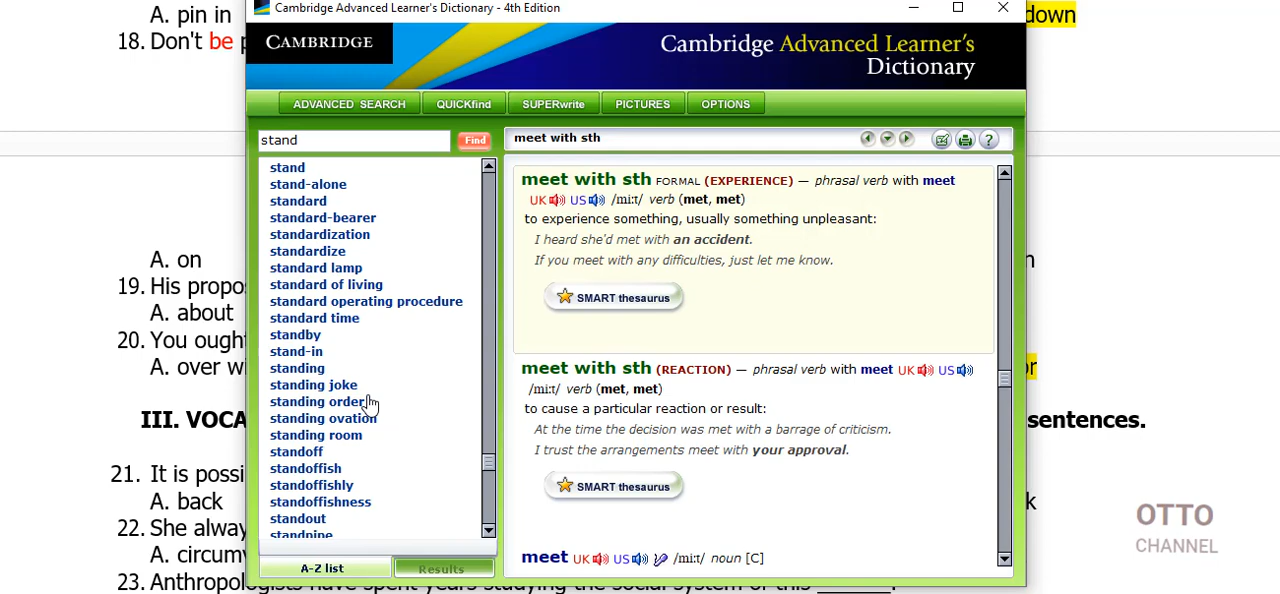 A. pin in
down
18. Don't be p
Cambridge Advanced Learner's Dictionary - 4th Edition
CAMBRIDGE
Cambridge Advanced Learner's
Dictionary
ADVANCED SEARCH QUICKfind SUPERwrite PICTURES OPTIONS
stand
Find
meet with sth
stand
stand-alone
standard
standard-bearer
standardization
standardize
standard lamp
standard of living
standard operating procedure
standard time
standby
stand-in
standing
standing joke
standing order
standing ovation
standing room
standoff
standoffish
standoffishly
standoffishness
standout
standpipe
A-Z list
Results
meet with sth FORMAL (EXPERIENCE) — phrasal verb with meet
UK US /miːt/ verb (met, met)
to experience something, usually something unpleasant:
I heard she'd met with an accident.
If you meet with any difficulties, just let me know.
SMART thesaurus
meet with sth (REACTION) — phrasal verb with meet UK US
/miːt/ verb (met, met)
to cause a particular reaction or result:
At the time the decision was met with a barrage of criticism.
I trust the arrangements meet with your approval.
SMART thesaurus
meet UK US /miːt/ noun [C]
A. on
n
19. His propos
A. about
20. You ought
A. over wi
or
III. VOCA
sentences.
21. It is possi
A. back
k
22. She alway
A. circumv
23. Anthropologists have spent years studying the social system of this ______.
OTTO
CHANNEL